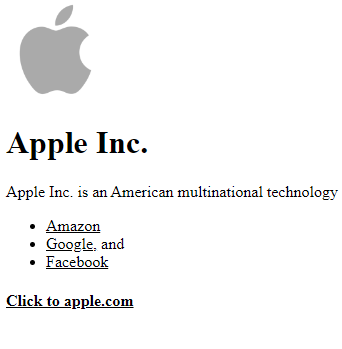 Apple Inc.
Apple Inc. is an American multinational technology
Amazon
Google, and
Facebook
Click to apple.com